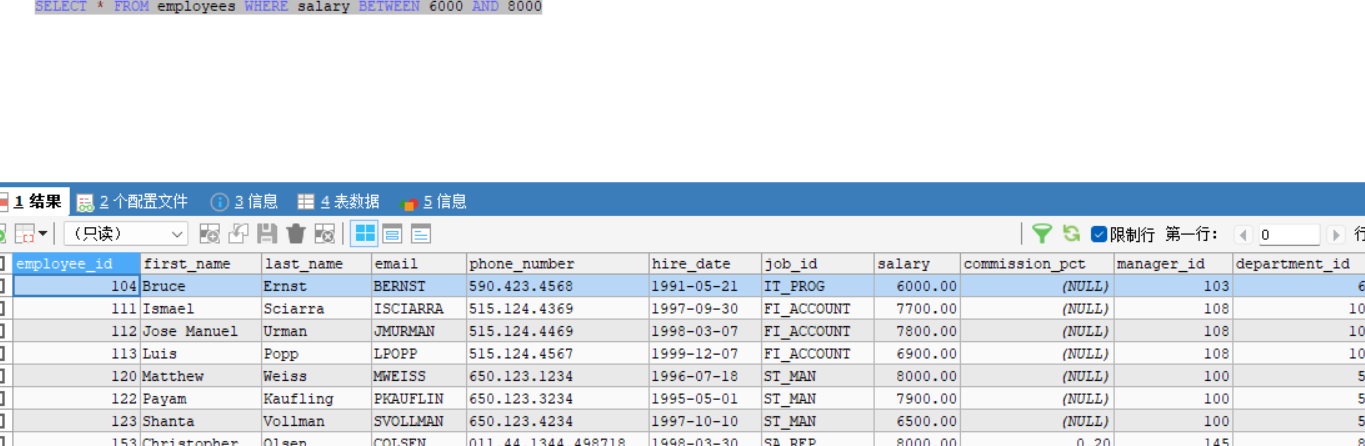 SELECT * FROM employees WHERE salary BETWEEN 6000 AND 8000
1 结果 2 个配置文件 3 信息 4 表数据 5 信息
（只读） 限制行 第一行: 0 行
employee_id first_name last_name email phone_number hire_date job_id salary commission_pct manager_id department_id
104 Bruce Ernst BERNST 590.423.4568 1991-05-21 IT_PROG 6000.00 (NULL) 103 6
111 Ismael Sciarra ISCIARRA 515.124.4369 1997-09-30 FI_ACCOUNT 7700.00 (NULL) 108 10
112 Jose Manuel Urman JMURMAN 515.124.4469 1998-03-07 FI_ACCOUNT 7800.00 (NULL) 108 10
113 Luis Popp LPOPP 515.124.4567 1999-12-07 FI_ACCOUNT 6900.00 (NULL) 108 10
120 Matthew Weiss MWEISS 650.123.1234 1996-07-18 ST_MAN 8000.00 (NULL) 100 5
122 Payam Kaufling PKAUFLIN 650.123.3234 1995-05-01 ST_MAN 7900.00 (NULL) 100 5
123 Shanta Vollman SVOLLMAN 650.123.4234 1997-10-10 ST_MAN 6500.00 (NULL) 100 5
153 Christopher Olsen COLSEN 011.44.1344.498718 1998-03-30 SA_REP 8000.00 0.20 145 8